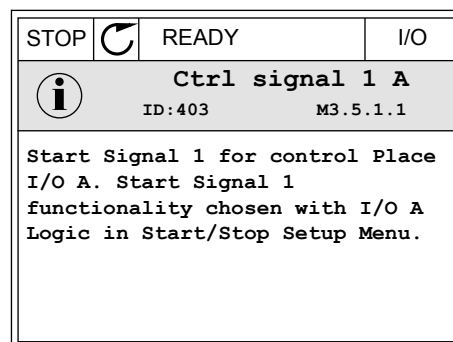 STOP READY I/O
Ctrl signal 1 A
ID:403 M3.5.1.1
Start Signal 1 for control Place
I/O A. Start Signal 1
functionality chosen with I/O A
Logic in Start/Stop Setup Menu.